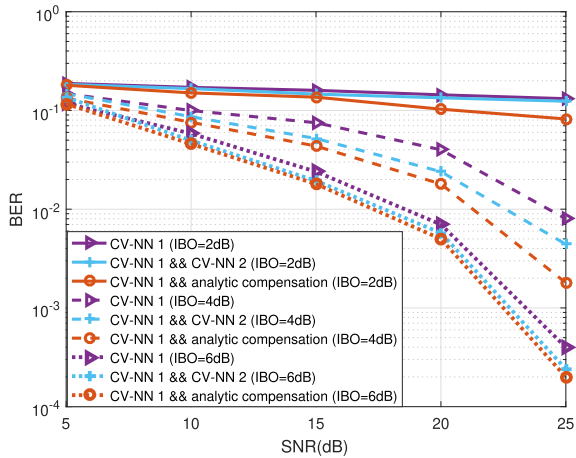 10^0
10^-1
10^-2
10^-3
10^-4
BER
CV-NN 1 (IBO=2dB)
CV-NN 1 && CV-NN 2 (IBO=2dB)
CV-NN 1 && analytic compensation (IBO=2dB)
CV-NN 1 (IBO=4dB)
CV-NN 1 && CV-NN 2 (IBO=4dB)
CV-NN 1 && analytic compensation (IBO=4dB)
CV-NN 1 (IBO=6dB)
CV-NN 1 && CV-NN 2 (IBO=6dB)
CV-NN 1 && analytic compensation (IBO=6dB)
5 10 15 20 25
SNR(dB)